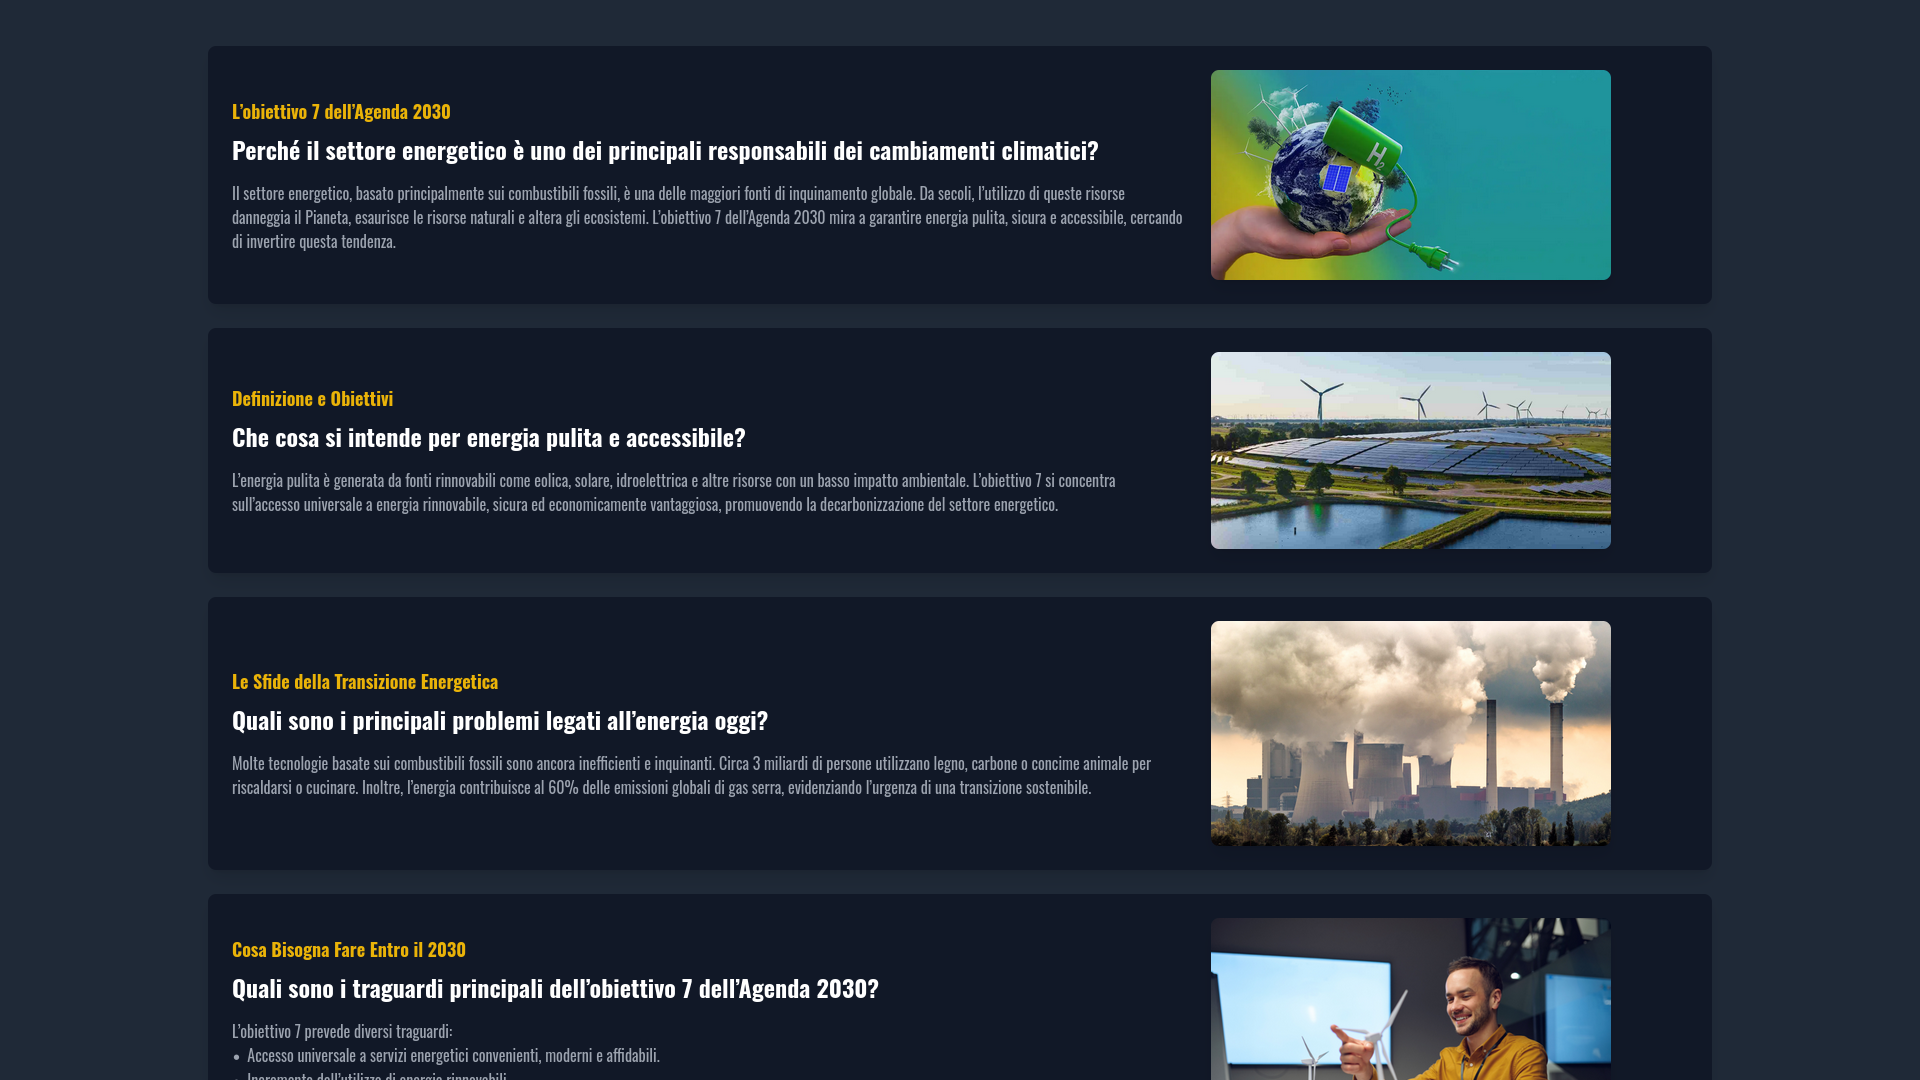 L’obiettivo 7 dell’Agenda 2030
Perché il settore energetico è uno dei principali responsabili dei cambiamenti climatici?
Il settore energetico, basato principalmente sui combustibili fossili, è una delle maggiori fonti di inquinamento globale. Da secoli, l’utilizzo di queste risorse
danneggia il Pianeta, esaurisce le risorse naturali e altera gli ecosistemi. L’obiettivo 7 dell’Agenda 2030 mira a garantire energia pulita, sicura e accessibile, cercando
di invertire questa tendenza.
H2
Definizione e Obiettivi
Che cosa si intende per energia pulita e accessibile?
L’energia pulita è generata da fonti rinnovabili come eolica, solare, idroelettrica e altre risorse con un basso impatto ambientale. L’obiettivo 7 si concentra
sull’accesso universale a energia rinnovabile, sicura ed economicamente vantaggiosa, promuovendo la decarbonizzazione del settore energetico.
Le Sfide della Transizione Energetica
Quali sono i principali problemi legati all’energia oggi?
Molte tecnologie basate sui combustibili fossili sono ancora inefficienti e inquinanti. Circa 3 miliardi di persone utilizzano legno, carbone o concime animale per
riscaldarsi o cucinare. Inoltre, l’energia contribuisce al 60% delle emissioni globali di gas serra, evidenziando l’urgenza di una transizione sostenibile.
Cosa Bisogna Fare Entro il 2030
Quali sono i traguardi principali dell’obiettivo 7 dell’Agenda 2030?
L’obiettivo 7 prevede diversi traguardi:
• Accesso universale a servizi energetici convenienti, moderni e affidabili.
• Incremento dell’utilizzo di energie rinnovabili.